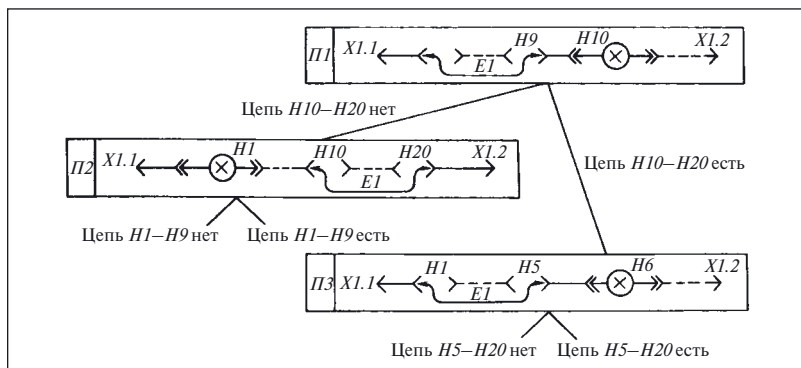 П1 X1.1 E1 H9 H10 X1.2
Цепь H10–H20 нет
Цепь H10–H20 есть
П2 X1.1 H1 H10 E1 H20 X1.2
Цепь H1–H9 нет
Цепь H1–H9 есть
П3 X1.1 H1 E1 H5 H6 X1.2
Цепь H5–H20 нет
Цепь H5–H20 есть